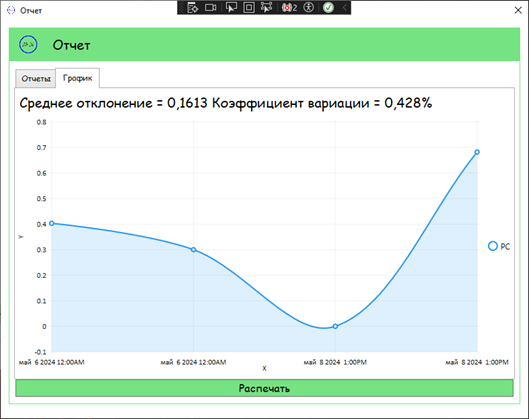 Отчет
2
Отчет
Отчеты
График
Среднее отклонение = 0,1613 Коэффициент вариации = 0,428%
0.8
0.7
0.6
0.5
0.4
0.3
0.2
0.1
0
-0.1
Y
РС
май 6 2024 12:00AM
май 6 2024 12:00AM
май 8 2024 1:00PM
май 8 2024 1:00PM
X
Распечать